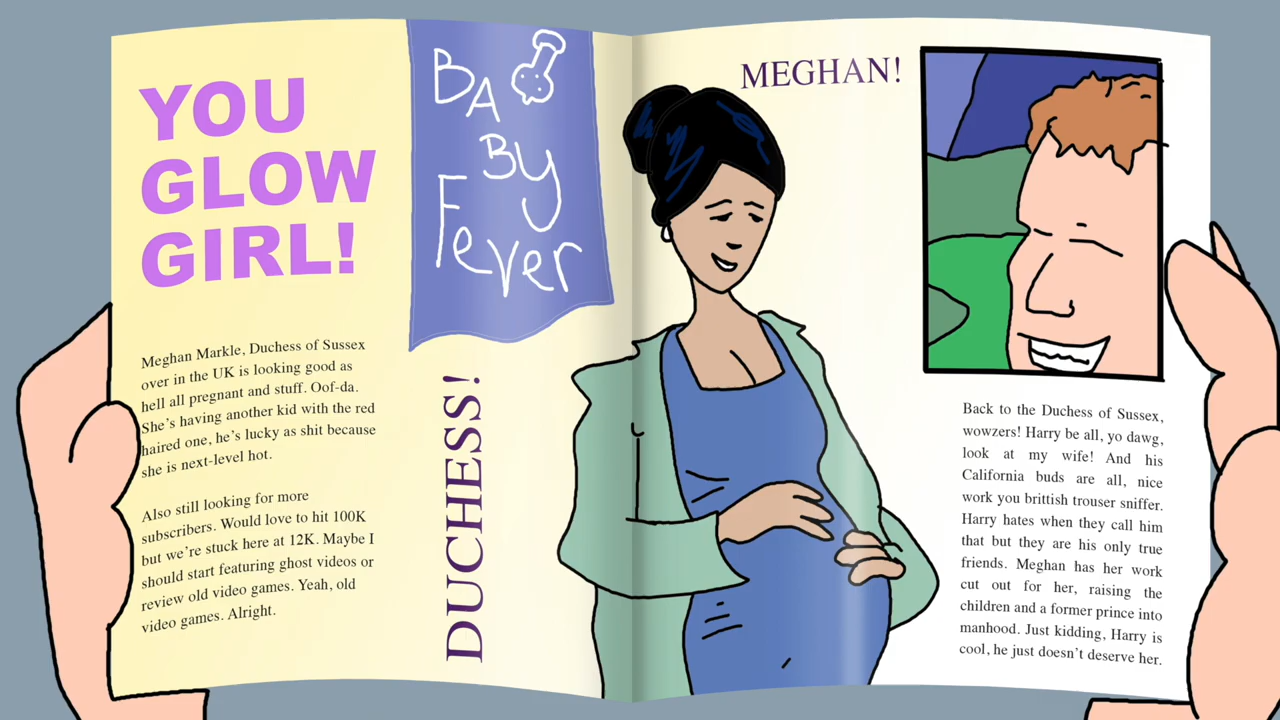 YOU
GLOW
GIRL!
Meghan Markle, Duchess of Sussex
over in the UK is looking good as
hell all pregnant and stuff. Oof-da.
She's having another kid with the red
haired one, he's lucky as shit because
she is next-level hot.
Also still looking for more
subscribers. Would love to hit 100K
but we're stuck here at 12K. Maybe I
should start featuring ghost videos or
review old video games. Yeah, old
video games. Alright.
BA
By
Fever
DUCHESS!
MEGHAN!
Back to the Duchess of Sussex,
wowzers! Harry be all, yo dawg,
look at my wife! And his
California buds are all, nice
work you brittish trouser sniffer.
Harry hates when they call him
that but they are his only true
friends. Meghan has her work
cut out for her, raising the
children and a former prince into
manhood. Just kidding, Harry is
cool, he just doesn't deserve her.